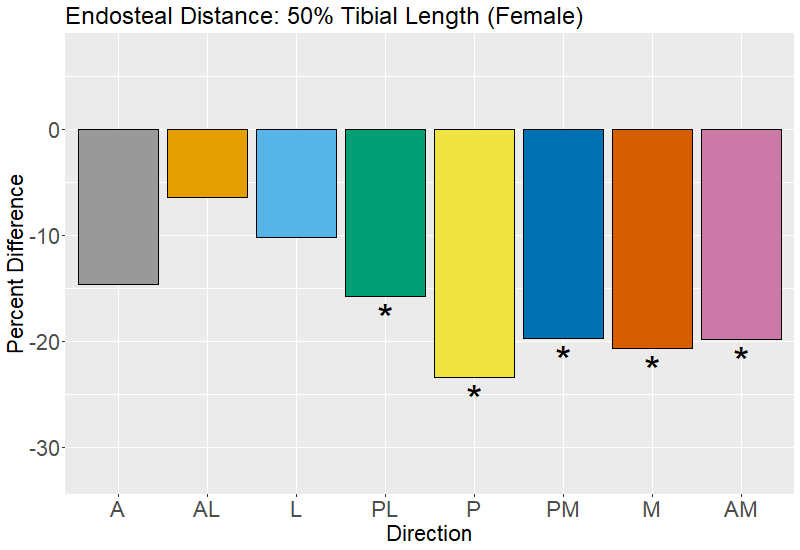 Endosteal Distance: 50% Tibial Length (Female)
Percent Difference
0
-10
-20
-30
* * * * *
A AL L PL P PM M AM
Direction